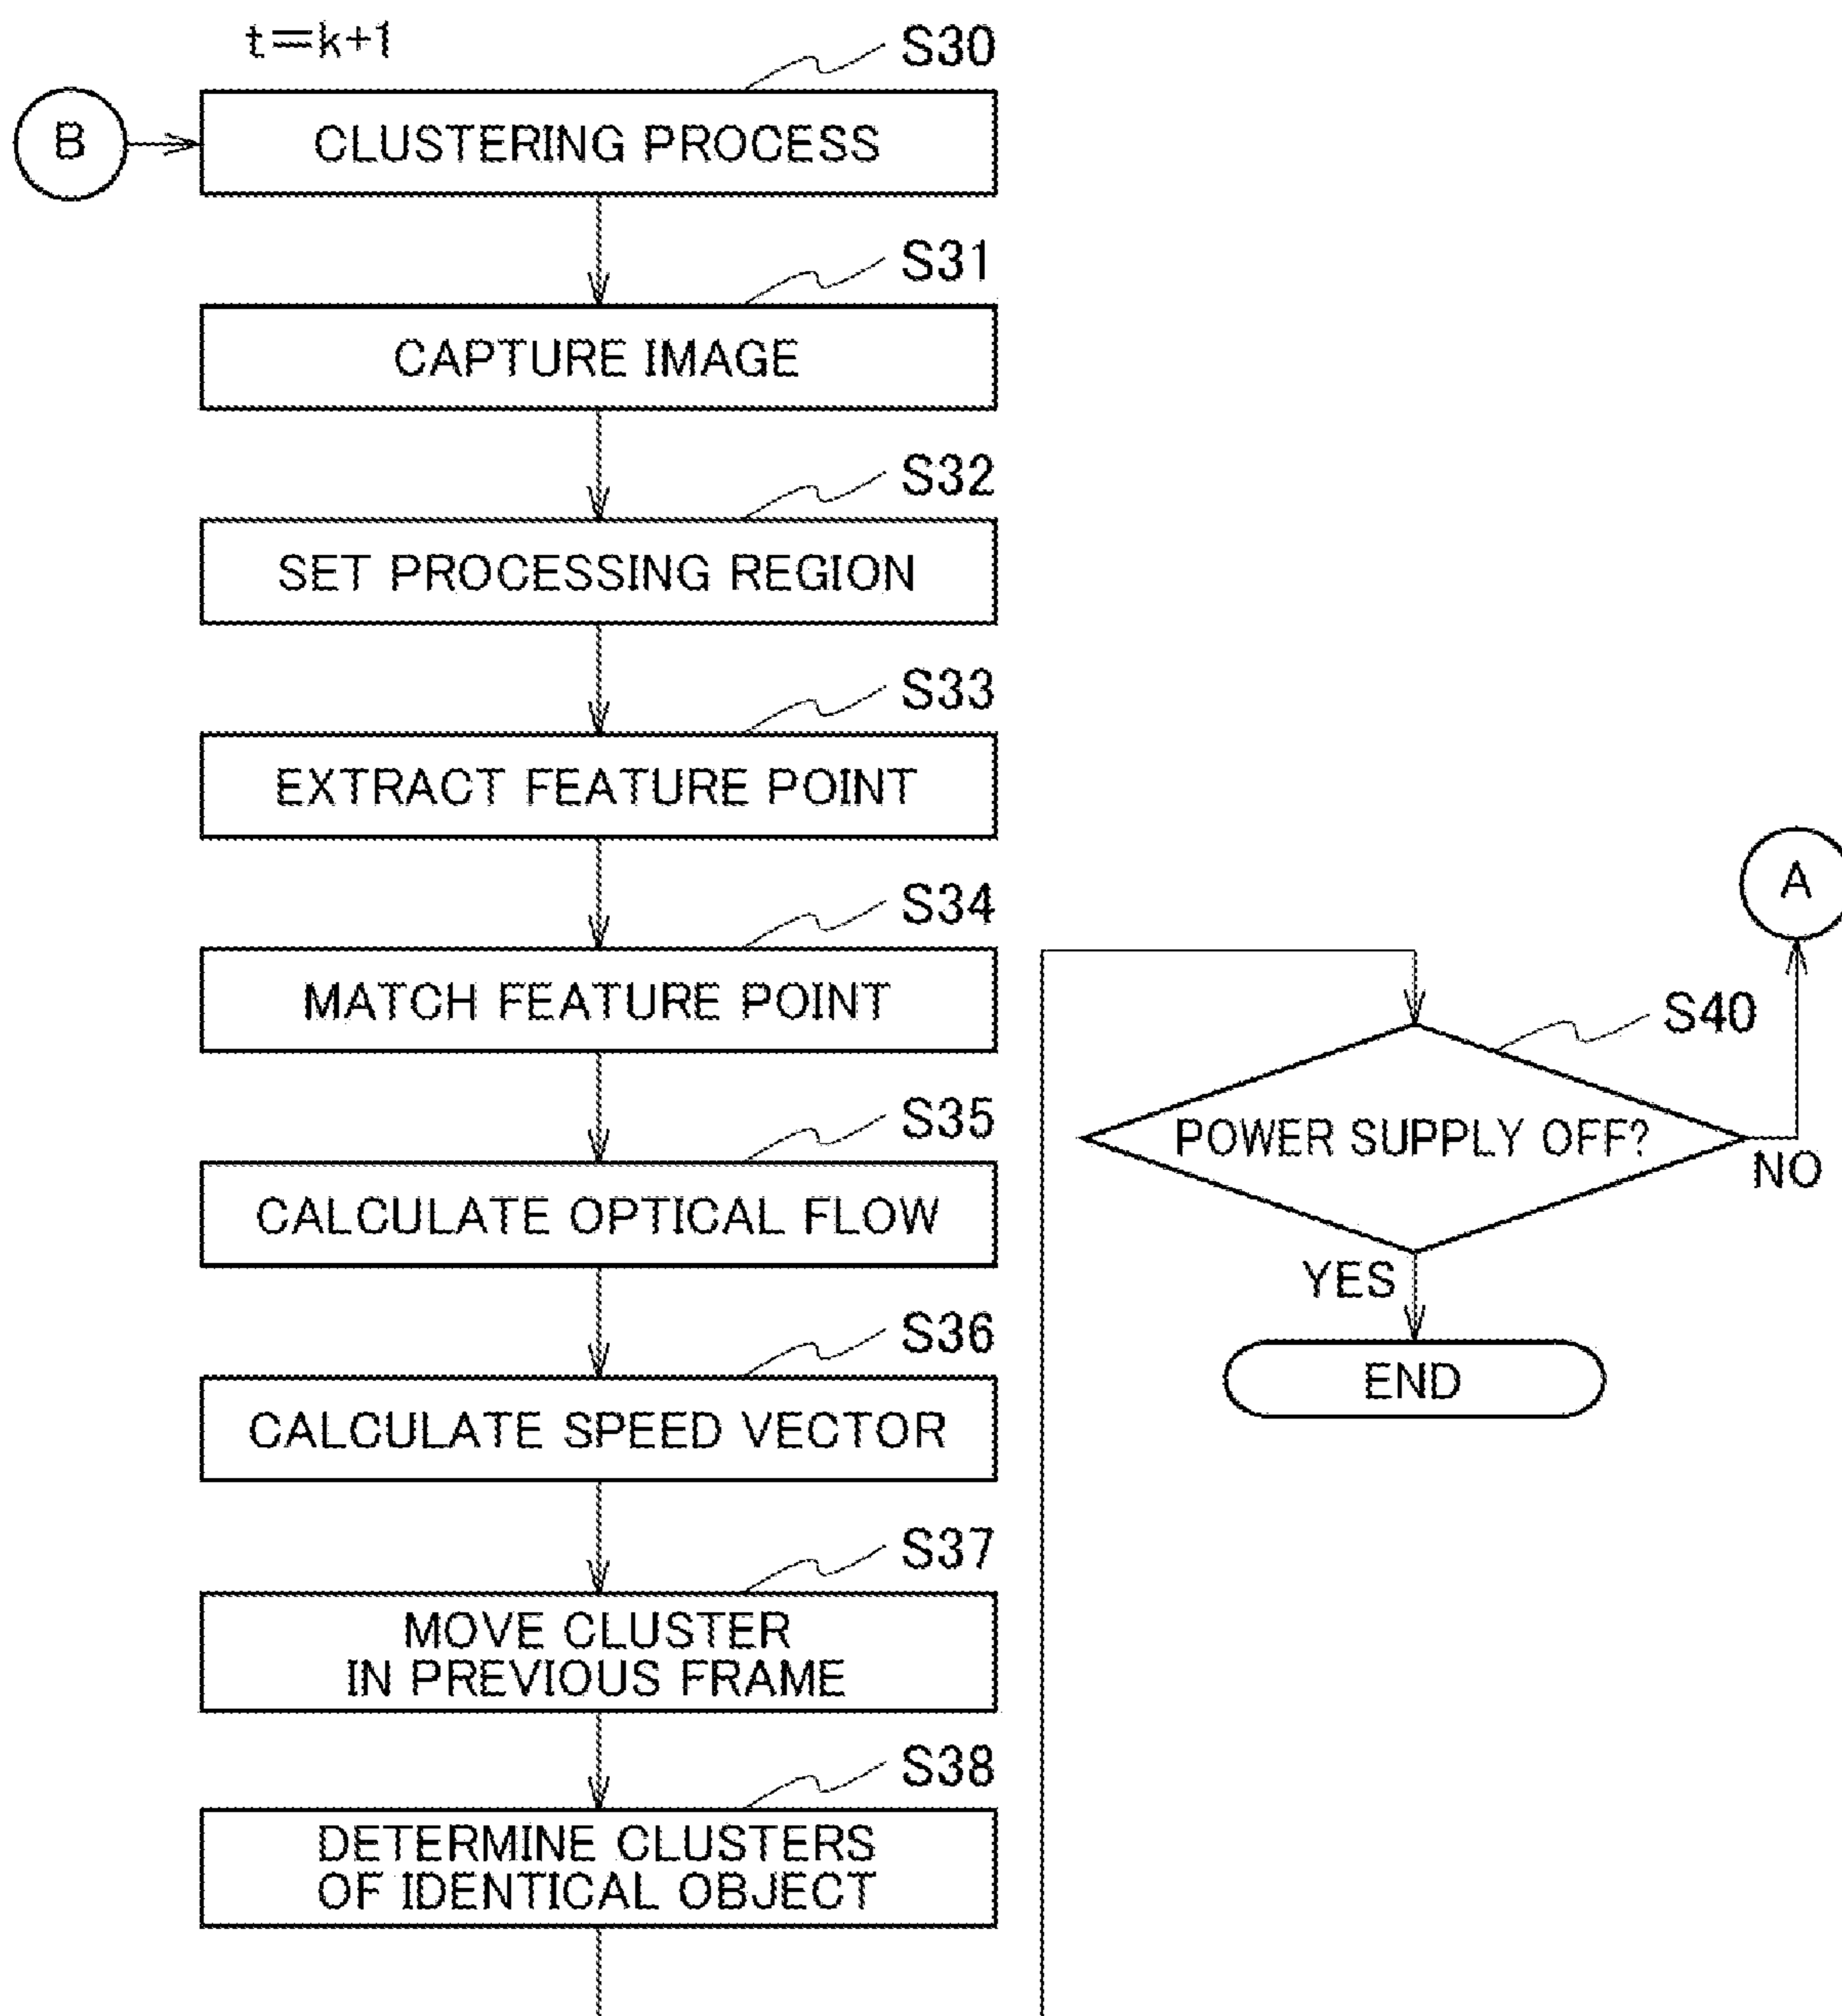 t=k+1
S30
B
CLUSTERING PROCESS
S31
CAPTURE IMAGE
S32
SET PROCESSING REGION
S33
EXTRACT FEATURE POINT
S34
MATCH FEATURE POINT
S35
CALCULATE OPTICAL FLOW
S36
CALCULATE SPEED VECTOR
S37
MOVE CLUSTER
IN PREVIOUS FRAME
S38
DETERMINE CLUSTERS
OF IDENTICAL OBJECT
A
S40
POWER SUPPLY OFF?
NO
YES
END